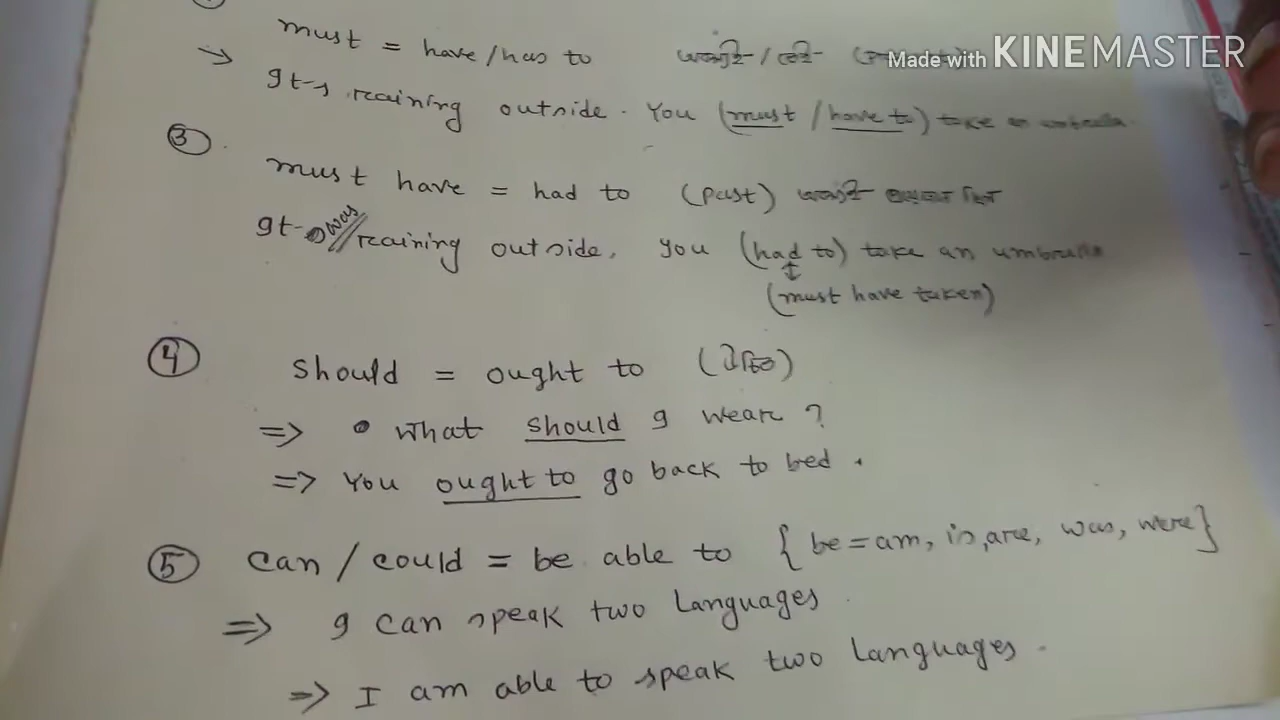 must = have/has to
Made with KINEMASTER
→ It→ raining outside. You (must / have to) take
③
must have = had to (past)
It- was raining outside. You (had to) take an umbrella
↕
(must have taken)
④ Should = ought to (উচিত)
⇒ What should I wear ?
⇒ You ought to go back to bed .
⑤ Can / could = be able to { be = am, is, are, was, were }
⇒ I can speak two Languages .
⇒ I am able to speak two Languages .